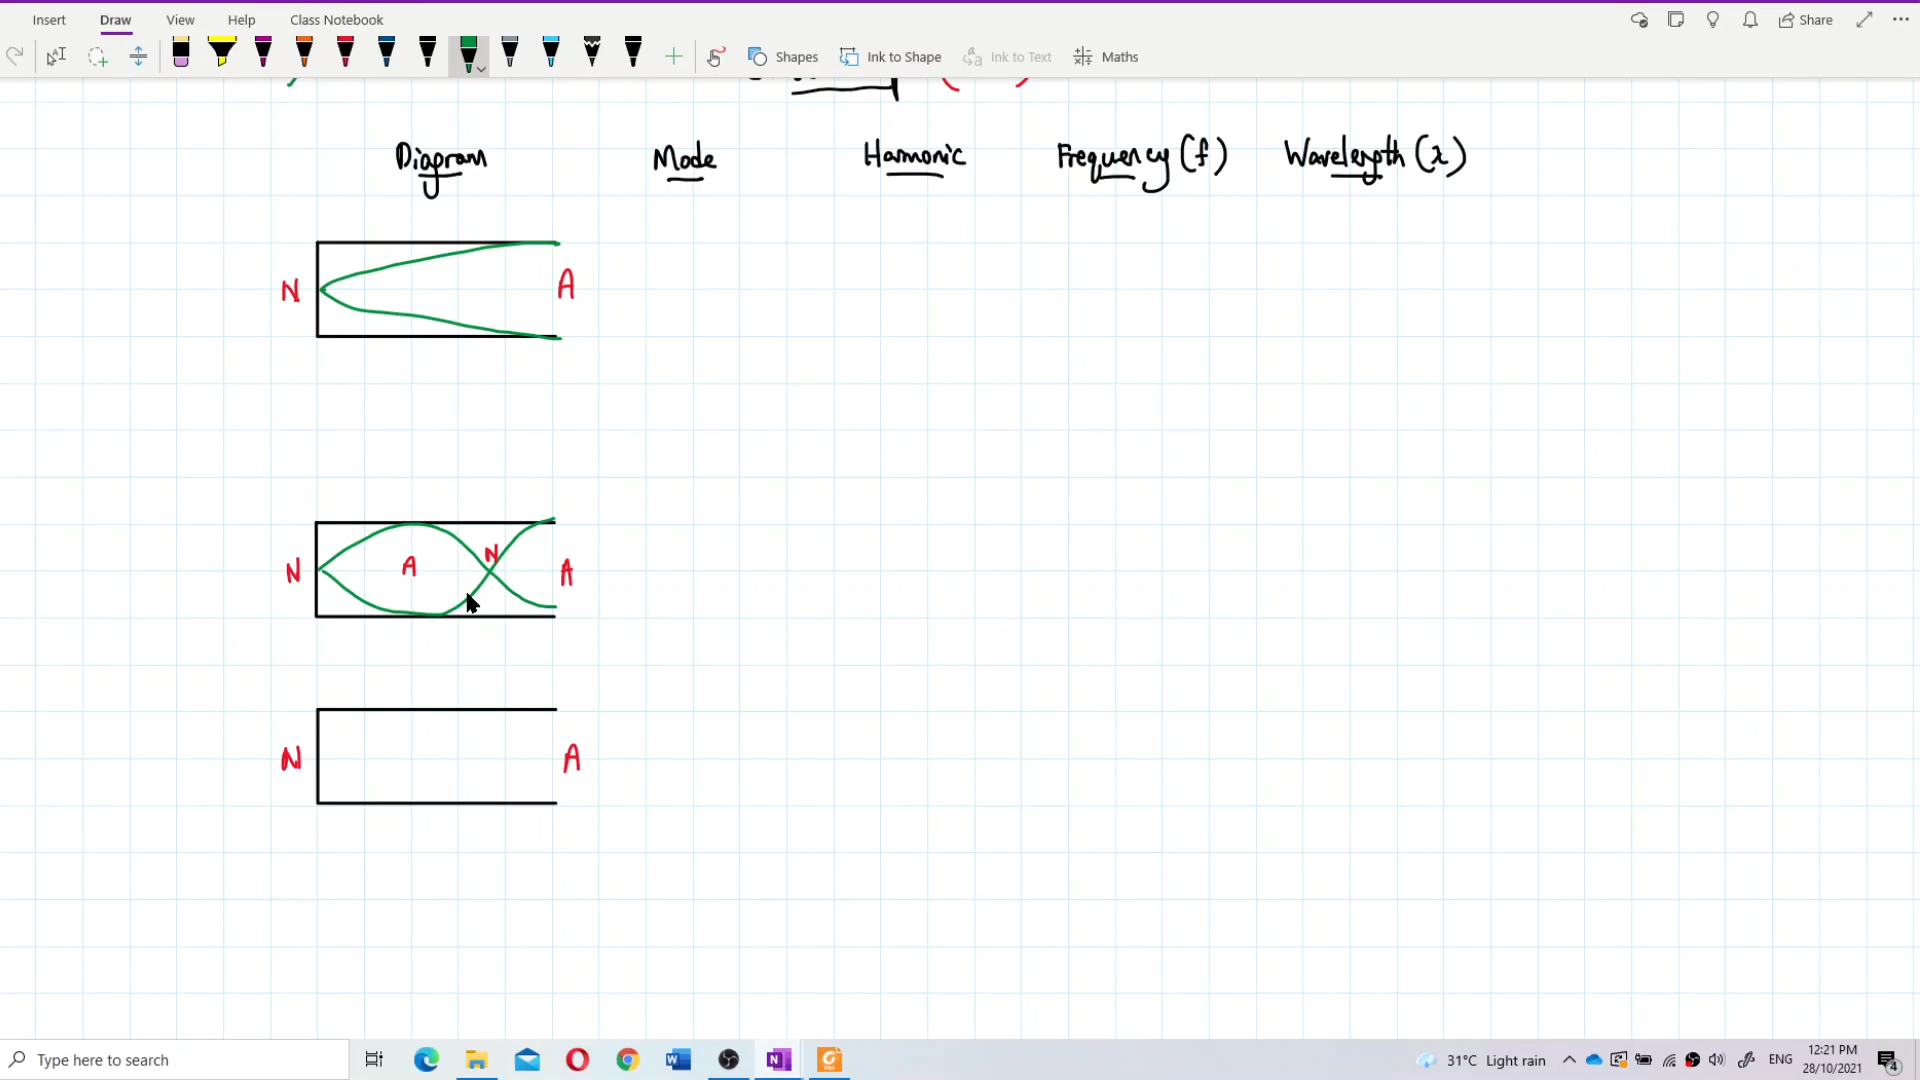 Insert Draw View Help Class Notebook Share
Shapes Ink to Shape Ink to Text Maths
Diagram Mode Harmonic Frequency (f) Wavelength (λ)
N A
N A N A
N A
Type here to search 31°C Light rain ENG 12:21 PM
28/10/2021 4